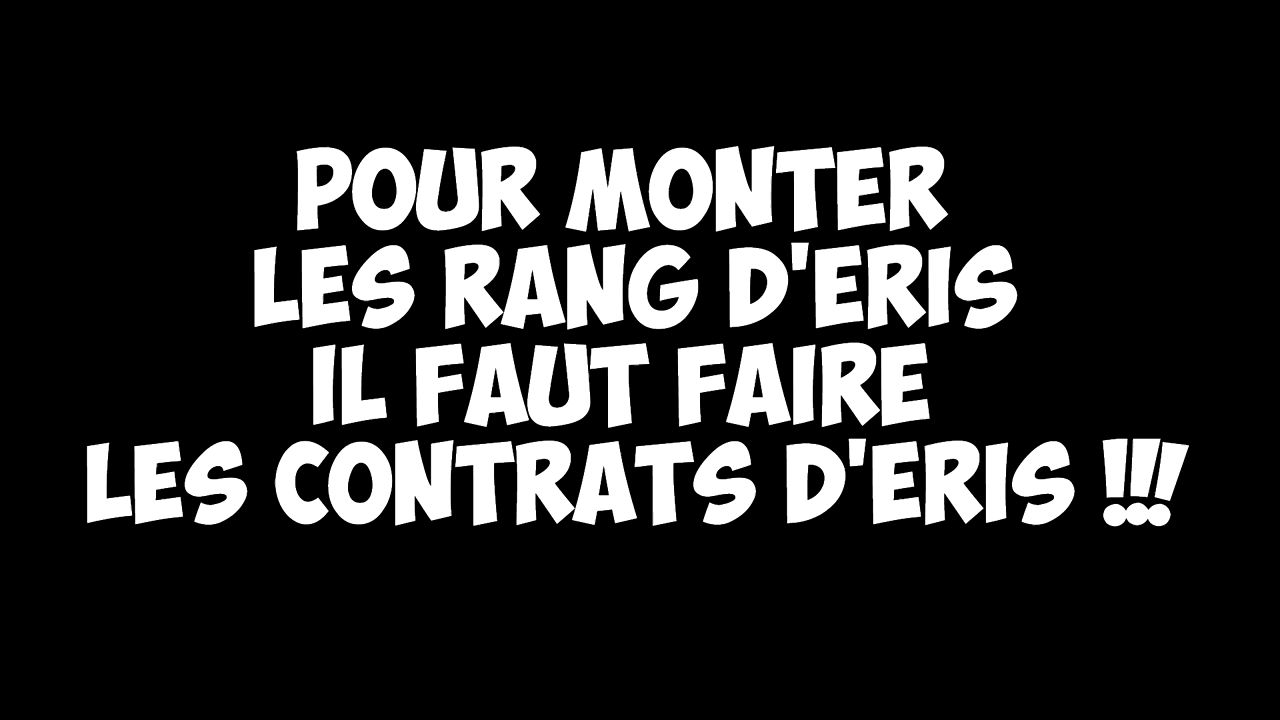 POUR MONTER
LES RANG D'ERIS
IL FAUT FAIRE
LES CONTRATS D'ERIS !!!